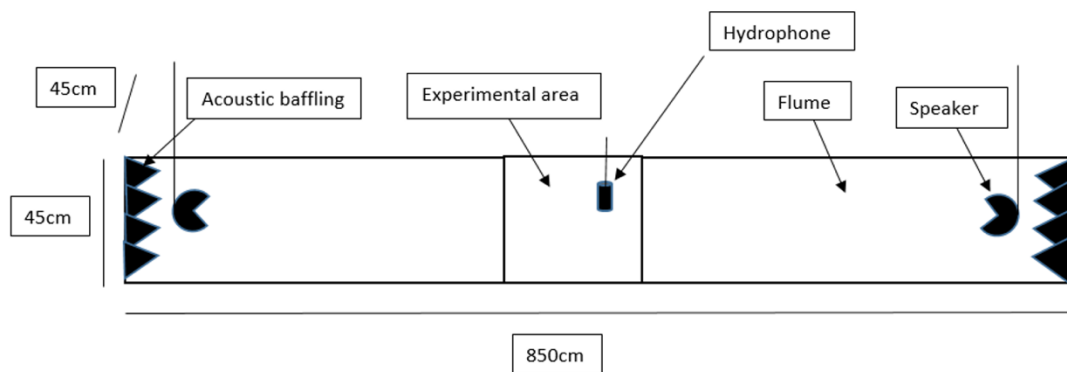 Hydrophone
45cm
Acoustic baffling
Experimental area
Flume
Speaker
45cm
850cm